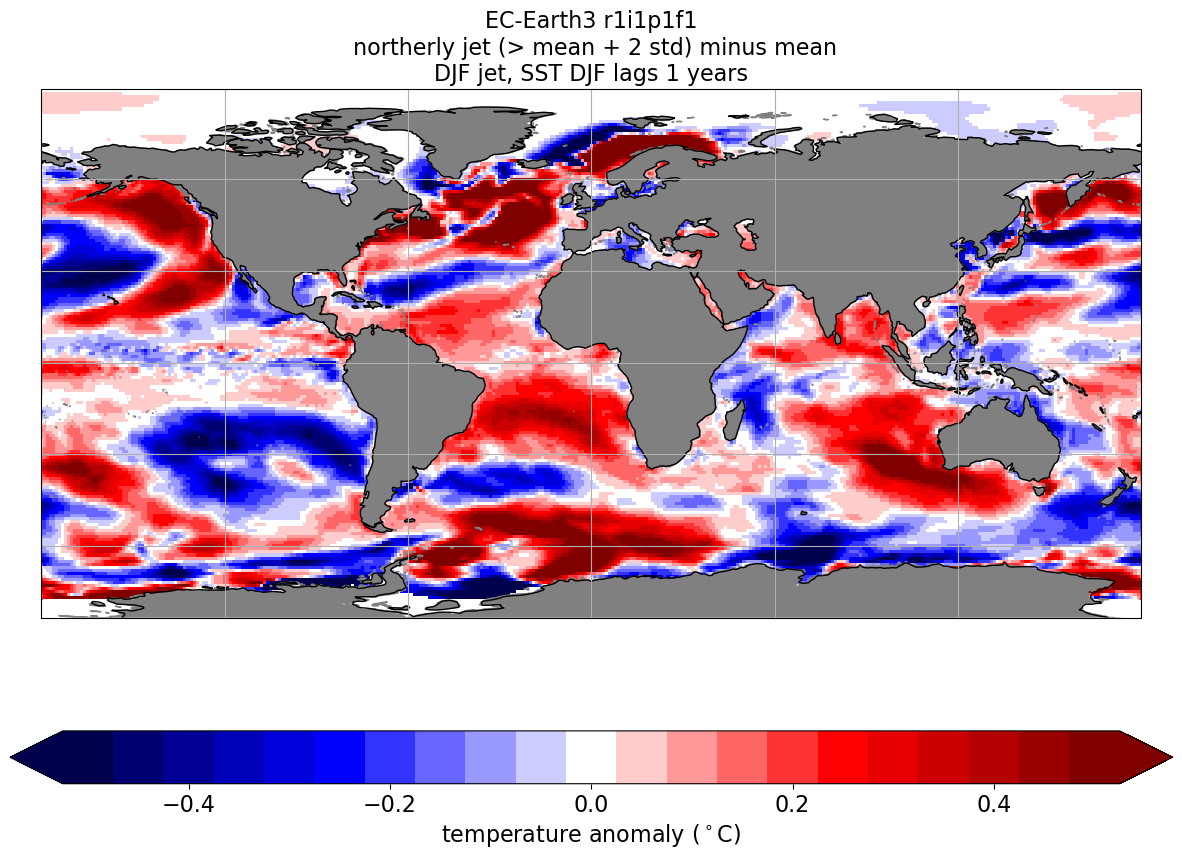 EC-Earth3 r1i1p1f1
northerly jet (> mean + 2 std) minus mean
DJF jet, SST DJF lags 1 years
−0.4 −0.2 0.0 0.2 0.4
temperature anomaly (°C)